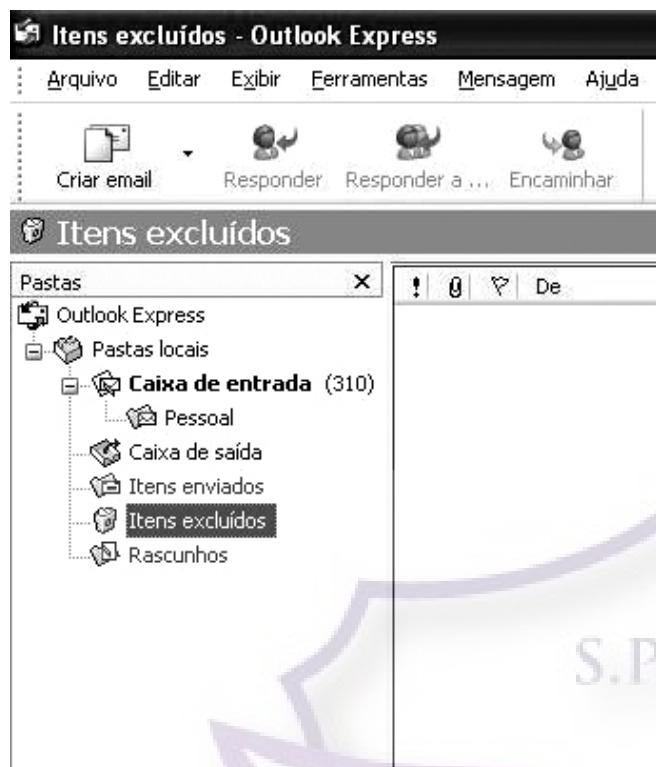 Itens excluídos - Outlook Express
Arquivo Editar Exibir Ferramentas Mensagem Ajuda
Criar email Responder Responder a ... Encaminhar
Itens excluídos
Pastas X ! De
Outlook Express
Pastas locais
Caixa de entrada (310)
Pessoal
Caixa de saída
Itens enviados
Itens excluídos
Rascunhos
S.P